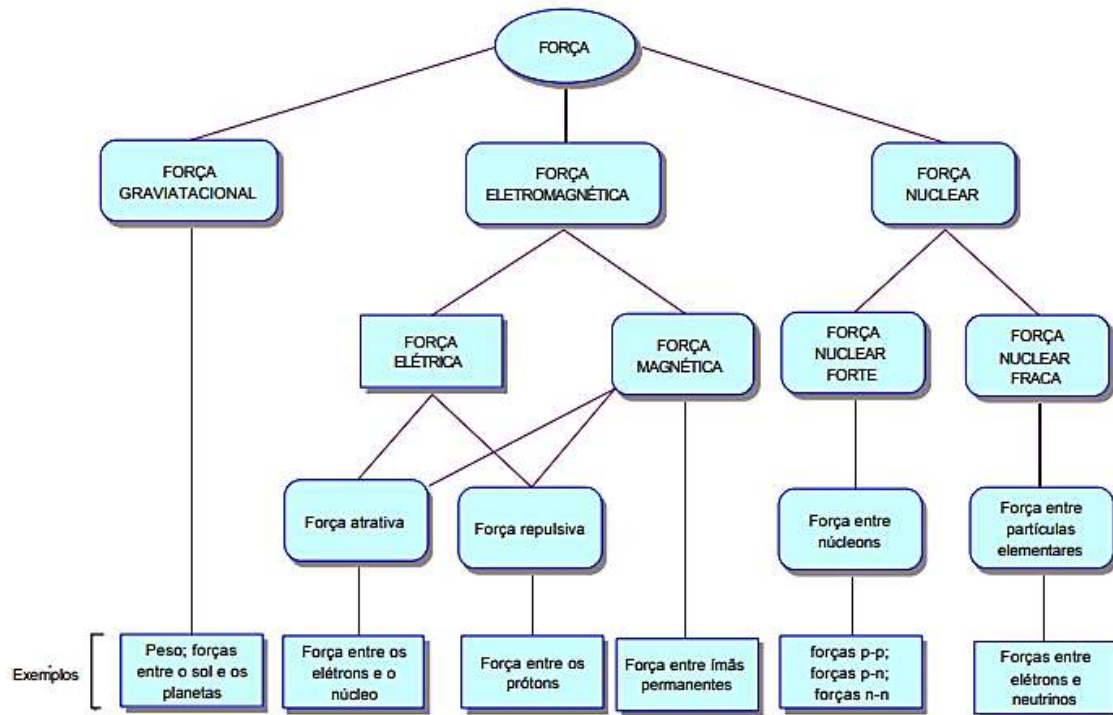 FORÇA
FORÇA
GRAVIATACIONAL
FORÇA
ELETROMAGNÉTICA
FORÇA
NUCLEAR
FORÇA
ELÉTRICA
FORÇA
MAGNÉTICA
FORÇA
NUCLEAR
FORTE
FORÇA
NUCLEAR
FRACA
Força atrativa
Força repulsiva
Força entre
núcleons
Força entre
partículas
elementares
Exemplos
Peso; forças
entre o sol e os
planetas
Força entre os
elétrons e o
núcleo
Força entre os
prótons
Força entre ímãs
permanentes
forças p-p;
forças p-n;
forças n-n
Forças entre
elétrons e
neutrinos